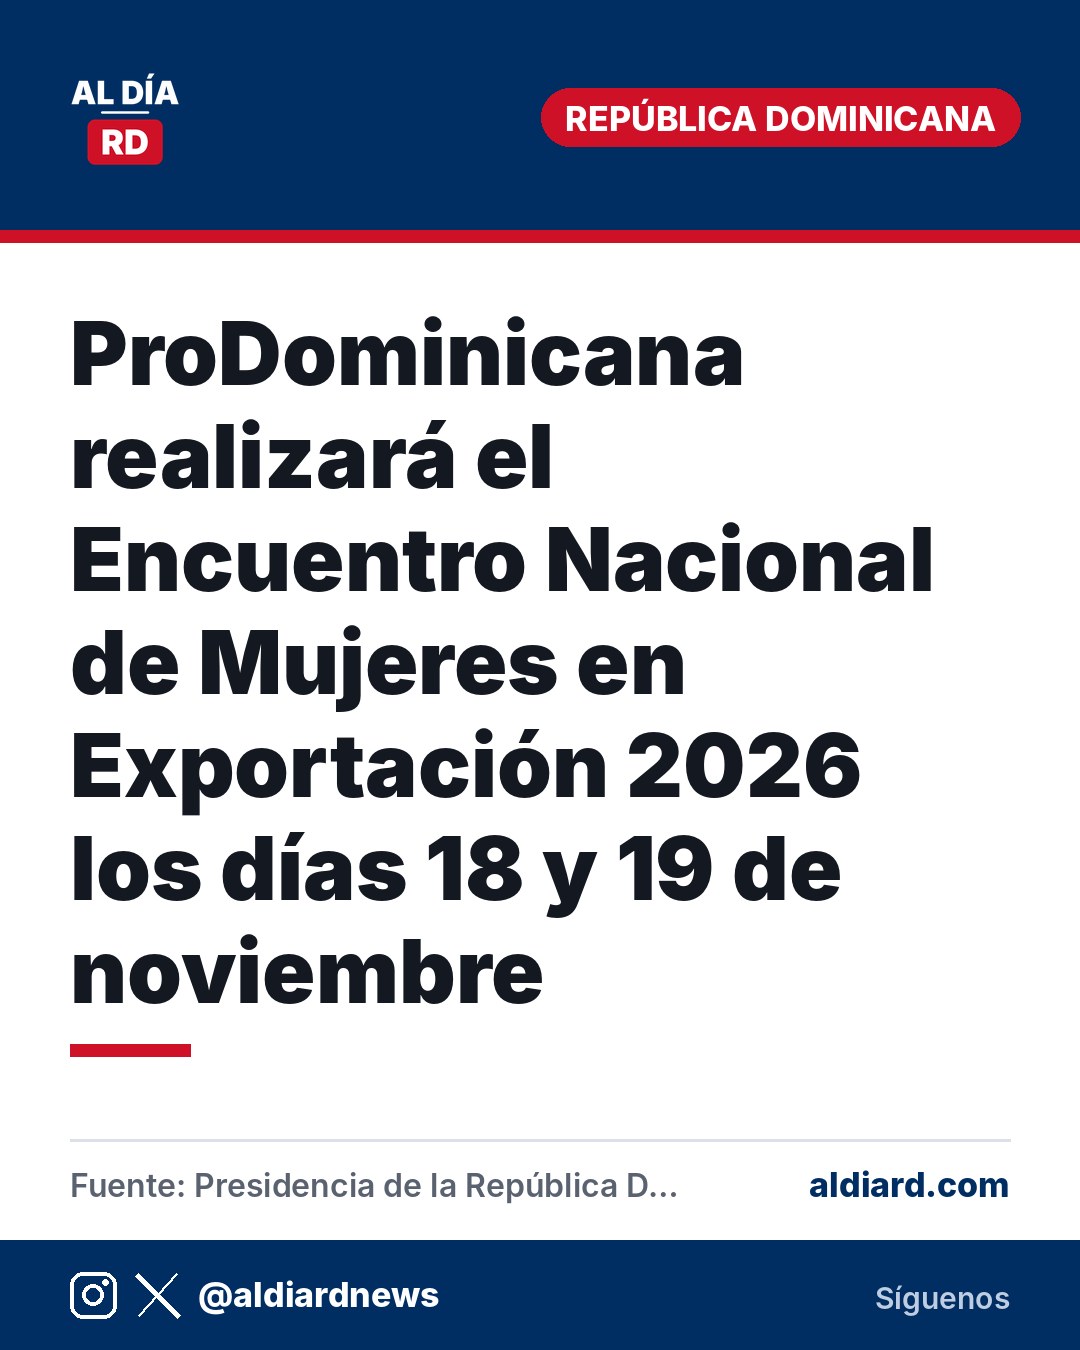 AL DÍA
RD
REPÚBLICA DOMINICANA
ProDominicana
realizará el
Encuentro Nacional
de Mujeres en
Exportación 2026
los días 18 y 19 de
noviembre
Fuente: Presidencia de la República D...
aldiard.com
@aldiardnews
Síguenos